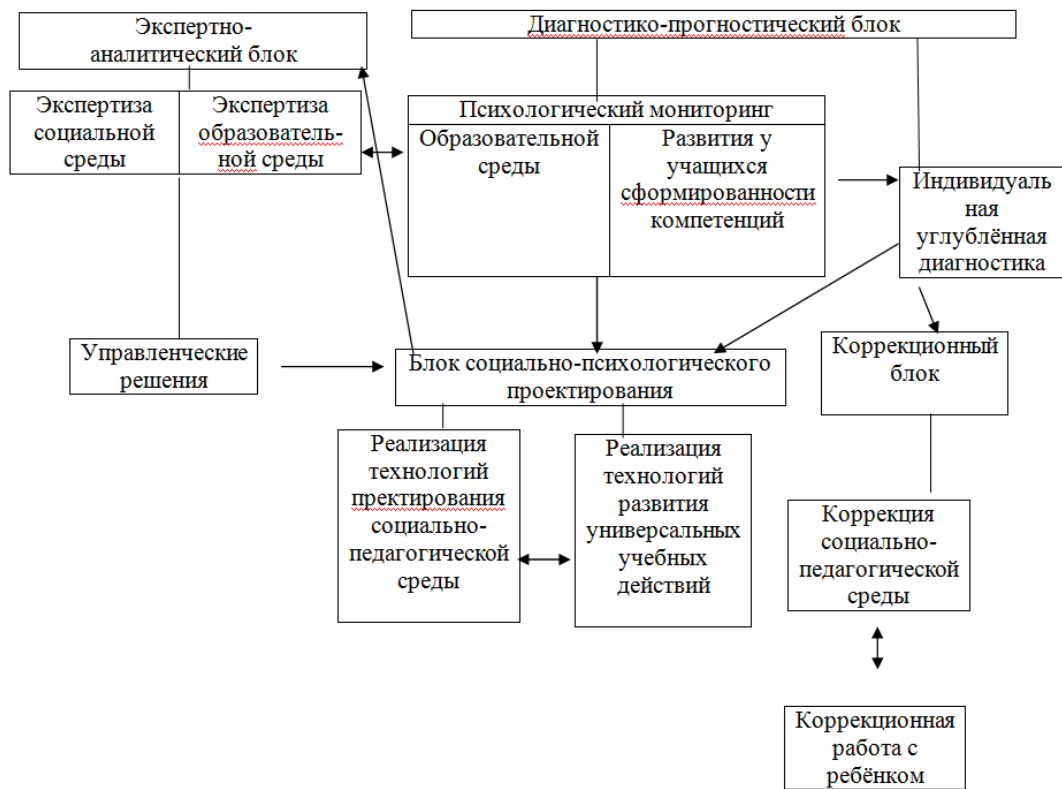 Экспертно-
аналитический блок
Диагностико-прогностический блок
Экспертиза
социальной
среды
Экспертиза
образователь-
ной среды
Психологический мониторинг
Образовательной
среды
Развития у
учащихся
сформированности
компетенций
Индивидуаль
ная
углублённая
диагностика
Управленческие
решения
Блок социально-психологического
проектирования
Коррекционный
блок
Реализация
технологий
пректирования
социально-
педагогической
среды
Реализация
технологий
развития
универсальных
учебных
действий
Коррекция
социально-
педагогической
среды
Коррекционная
работа с
ребёнком